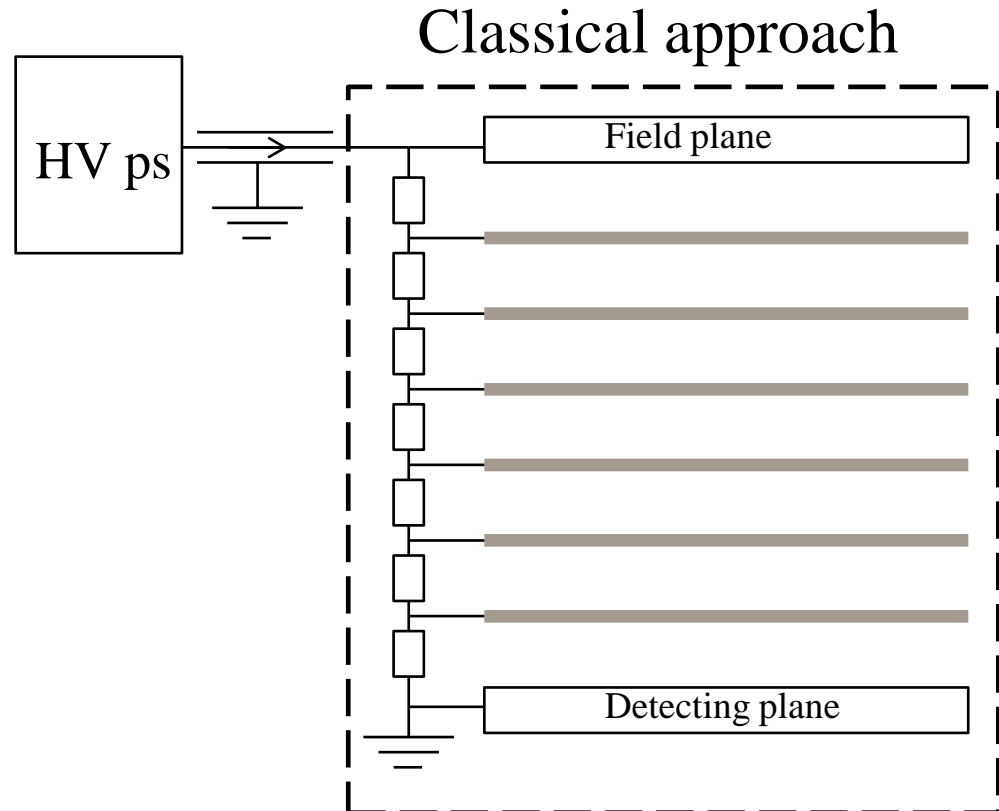 Classical approach
HV ps
Field plane
Detecting plane